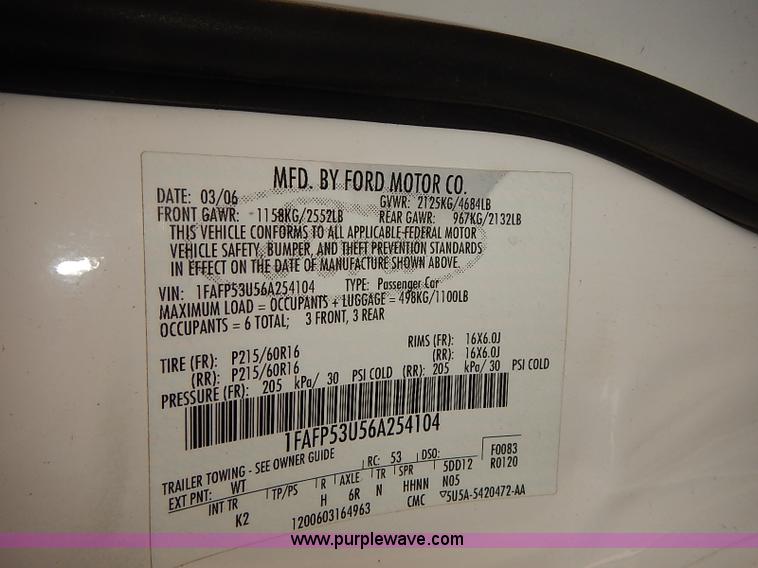 MFD. BY FORD MOTOR CO.
DATE: 03/06 GVWR: 2125KG/4684LB
FRONT GAWR: 1158KG/2552LB REAR GAWR: 967KG/2132LB
THIS VEHICLE CONFORMS TO ALL APPLICABLE FEDERAL MOTOR
VEHICLE SAFETY, BUMPER, AND THEFT PREVENTION STANDARDS
IN EFFECT ON THE DATE OF MANUFACTURE SHOWN ABOVE.
VIN: 1FAFP53U56A254104 TYPE: Passenger Car
MAXIMUM LOAD = OCCUPANTS + LUGGAGE = 498KG/1100LB
OCCUPANTS = 6 TOTAL; 3 FRONT, 3 REAR
TIRE (FR): P215/60R16 RIMS (FR): 16X6.0J
(RR): P215/60R16 (RR): 16X6.0J
PRESSURE (FR): 205 kPa/ 30 PSI COLD (RR): 205 kPa/ 30 PSI COLD
1FAFP53U56A254104
TRAILER TOWING - SEE OWNER GUIDE RC: 53 DSO: F0083
EXT PNT: WT TP/PS R AXLE TR SPR 5DD12 R0120
INT TR H 6R N HHNN N05
K2 1200603164963 CMC 5U5A-5420472-AA
www.purplewave.com